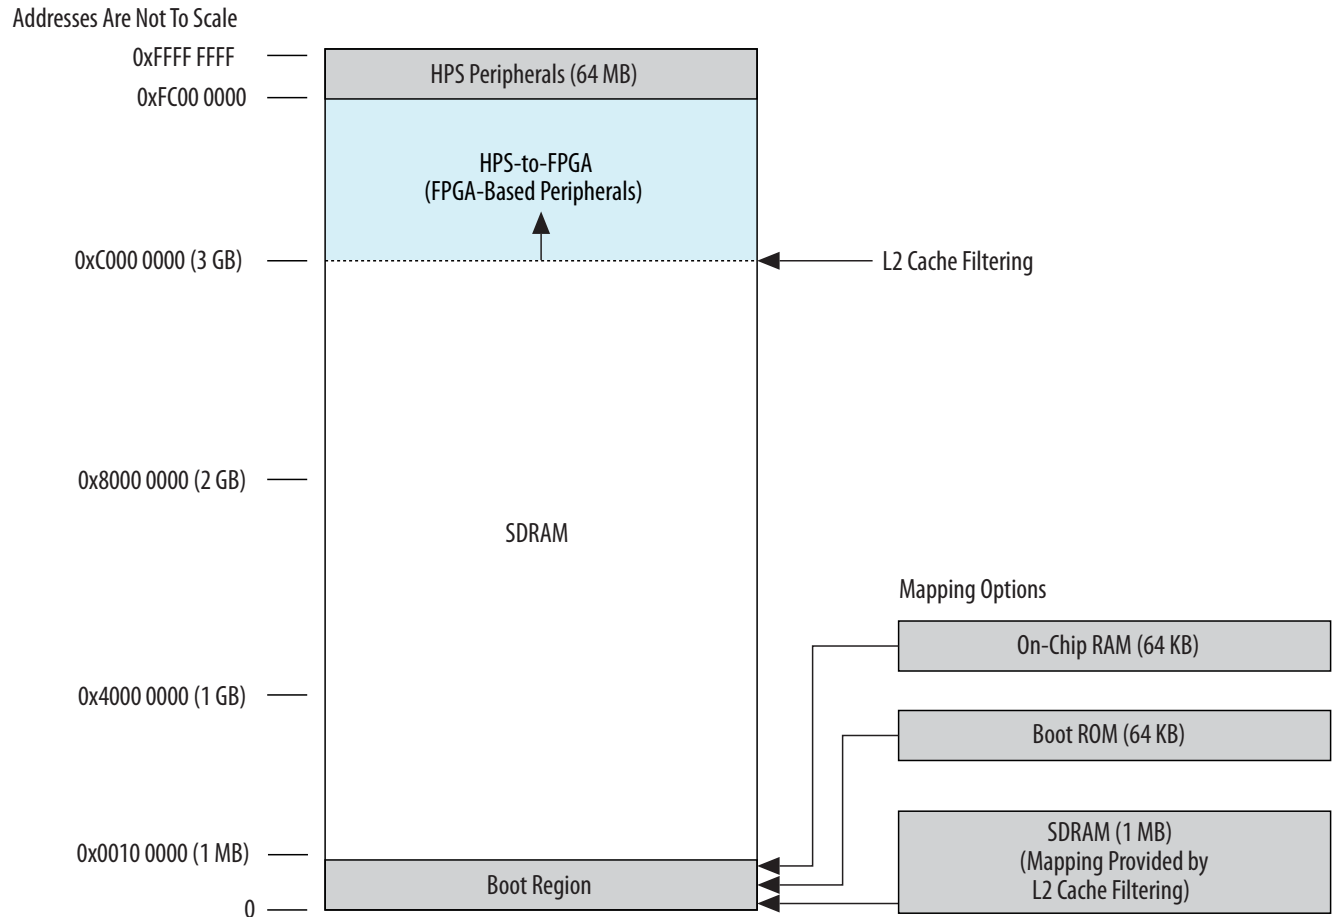 Addresses Are Not To Scale
0xFFFF FFFF
HPS Peripherals (64 MB)
0xFC00 0000
HPS-to-FPGA
(FPGA-Based Peripherals)
0xC000 0000 (3 GB)
L2 Cache Filtering
0x8000 0000 (2 GB)
SDRAM
Mapping Options
On-Chip RAM (64 KB)
0x4000 0000 (1 GB)
Boot ROM (64 KB)
SDRAM (1 MB)
(Mapping Provided by
L2 Cache Filtering)
0x0010 0000 (1 MB)
Boot Region
0